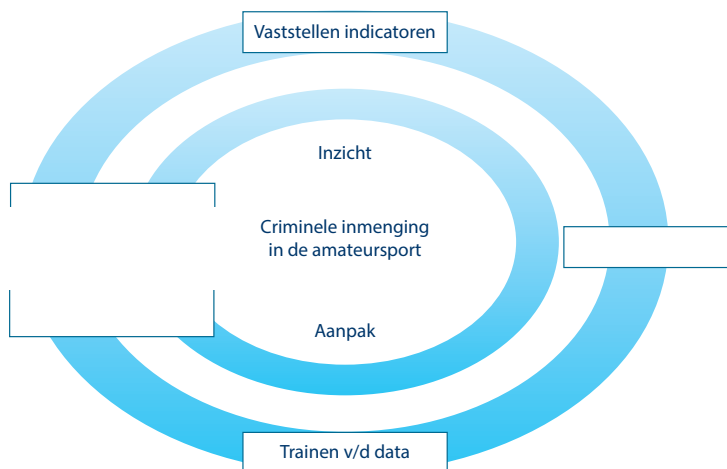 Vaststellen indicatoren
Inzicht
Criminele inmenging
in de amateursport
Aanpak
Trainen v/d data